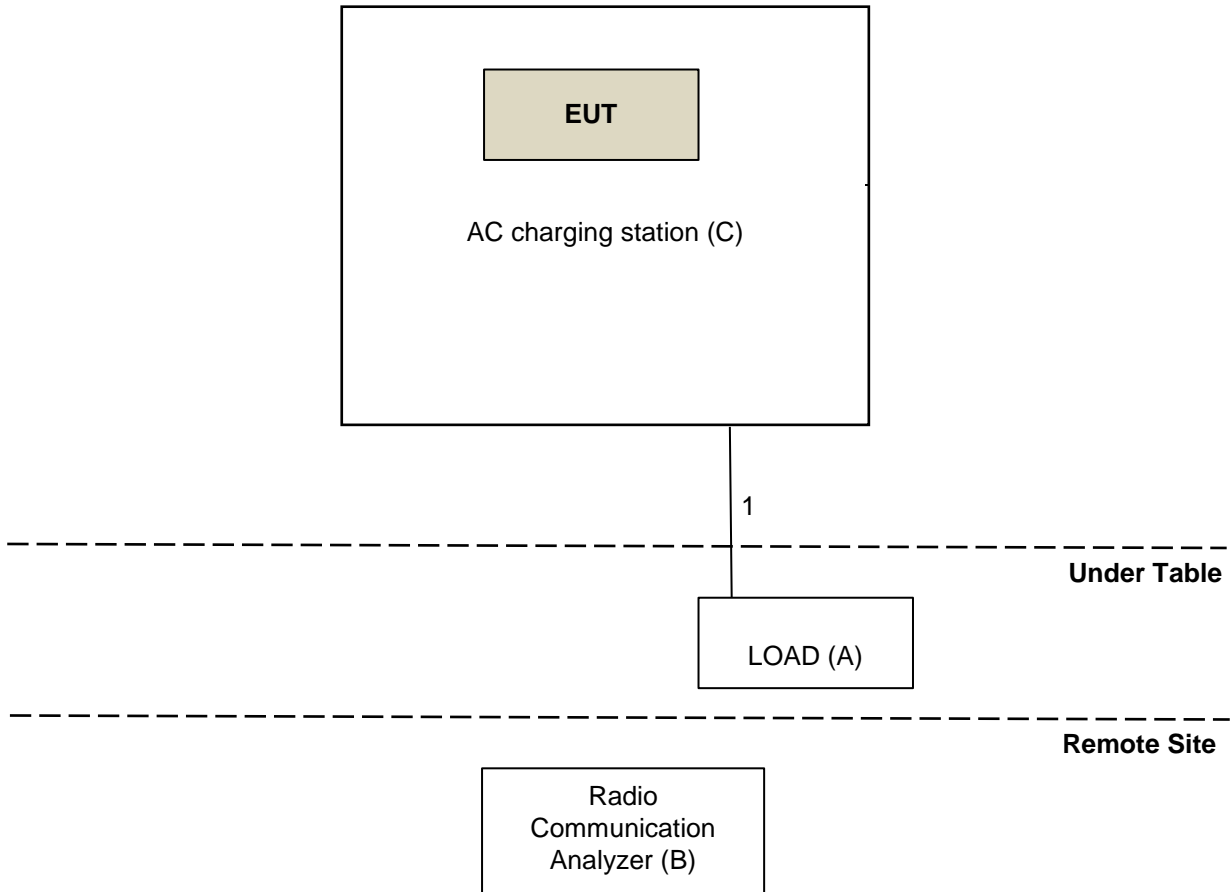 EUT
AC charging station (C)
1
Under Table
LOAD (A)
Remote Site
Radio
Communication
Analyzer (B)